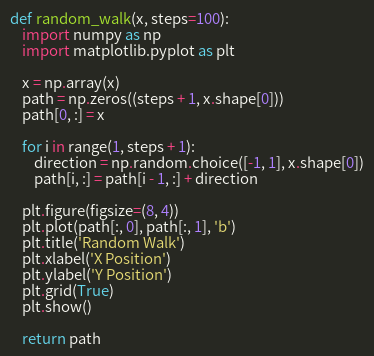 def random_walk(x, steps=100):
    import numpy as np
    import matplotlib.pyplot as plt

    x = np.array(x)
    path = np.zeros((steps + 1, x.shape[0]))
    path[0, :] = x

    for i in range(1, steps + 1):
        direction = np.random.choice([-1, 1], x.shape[0])
        path[i, :] = path[i - 1, :] + direction

    plt.figure(figsize=(8, 4))
    plt.plot(path[:, 0], path[:, 1], 'b')
    plt.title('Random Walk')
    plt.xlabel('X Position')
    plt.ylabel('Y Position')
    plt.grid(True)
    plt.show()

    return path